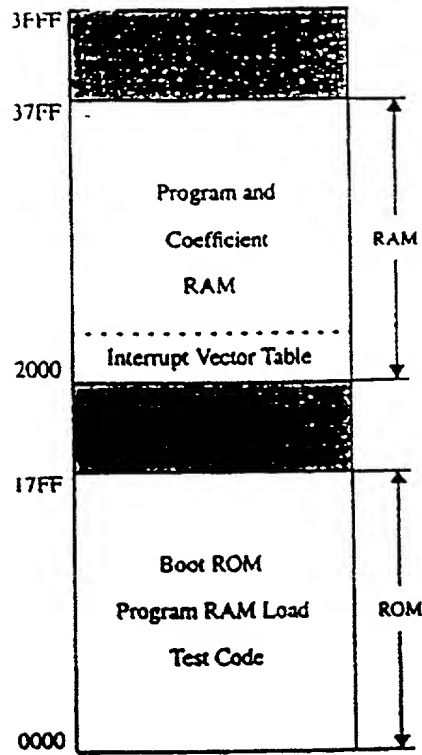 3FFF
37FF
Program and
Coefficient
RAM
RAM
Interrupt Vector Table
2000
17FF
Boot ROM
Program RAM Load
ROM
Test Code
0000